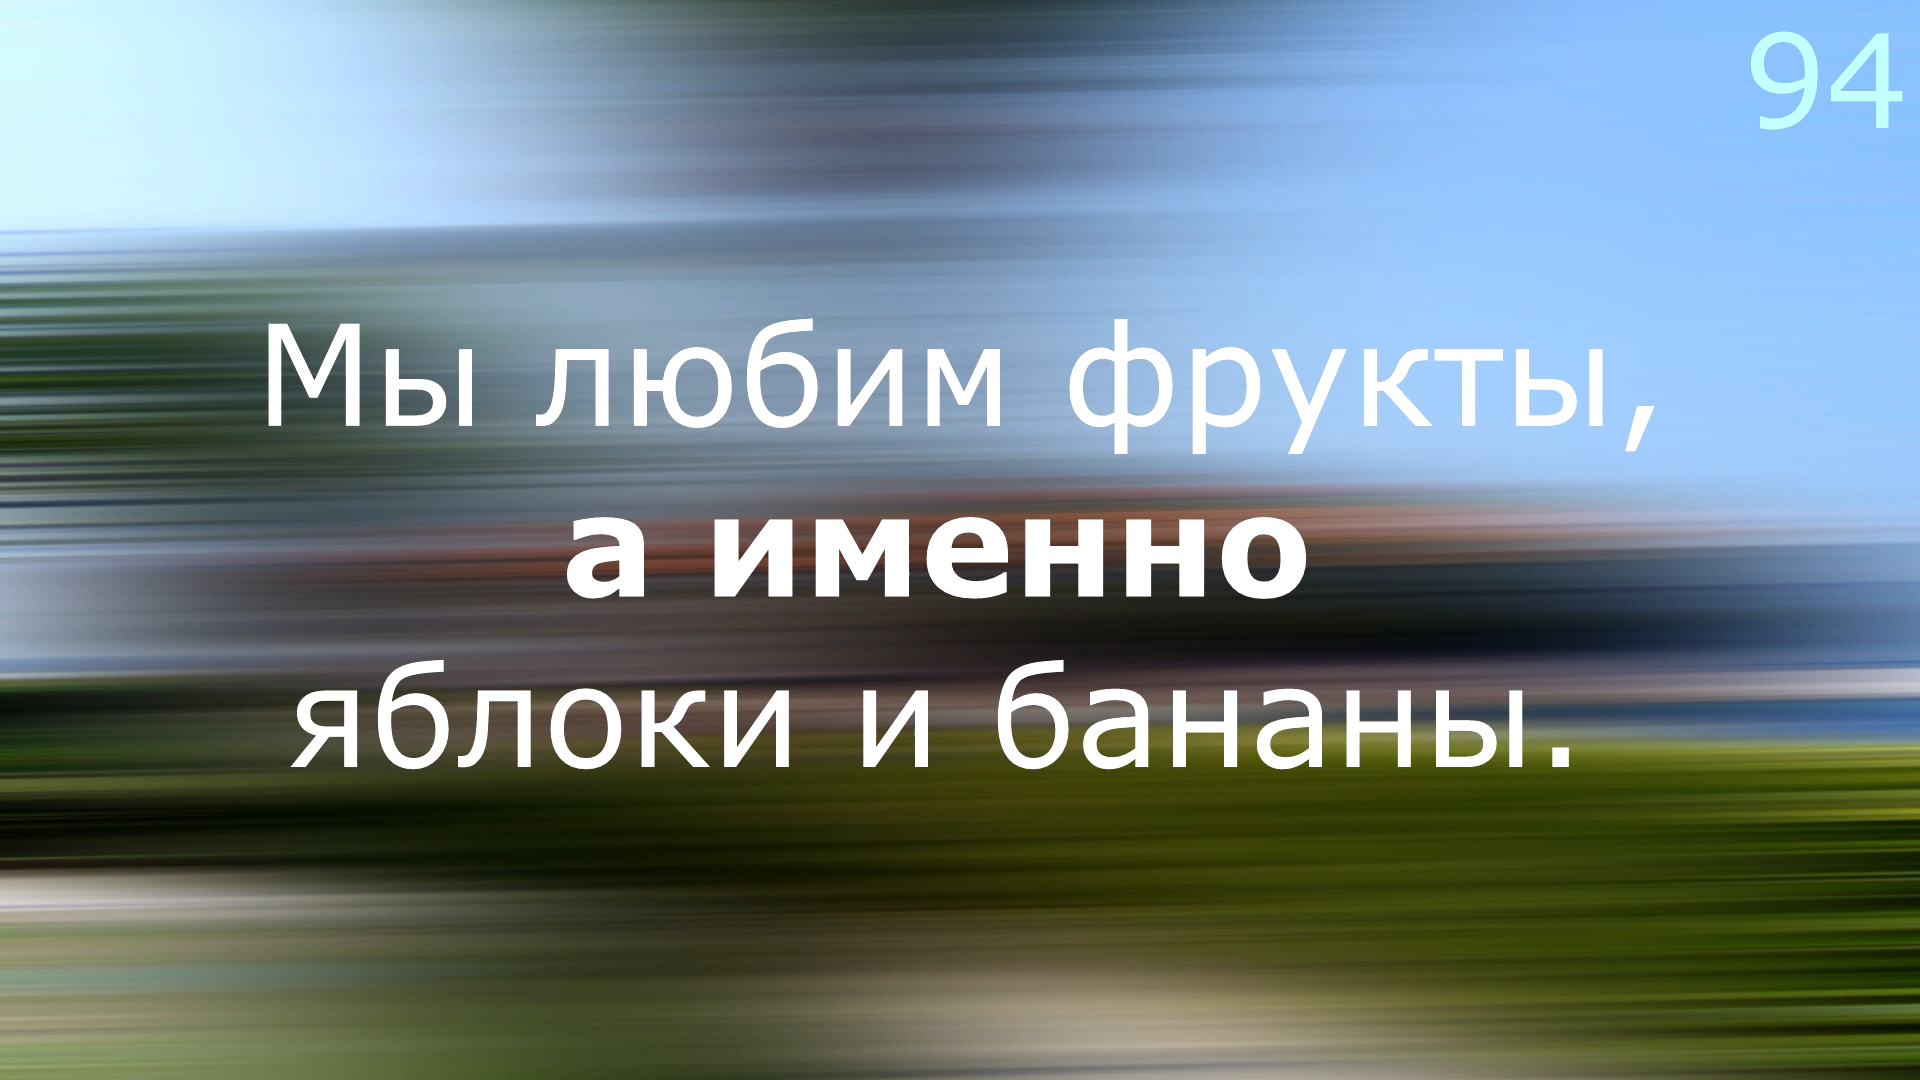 94
Мы любим фрукты,
а именно
яблоки и бананы.